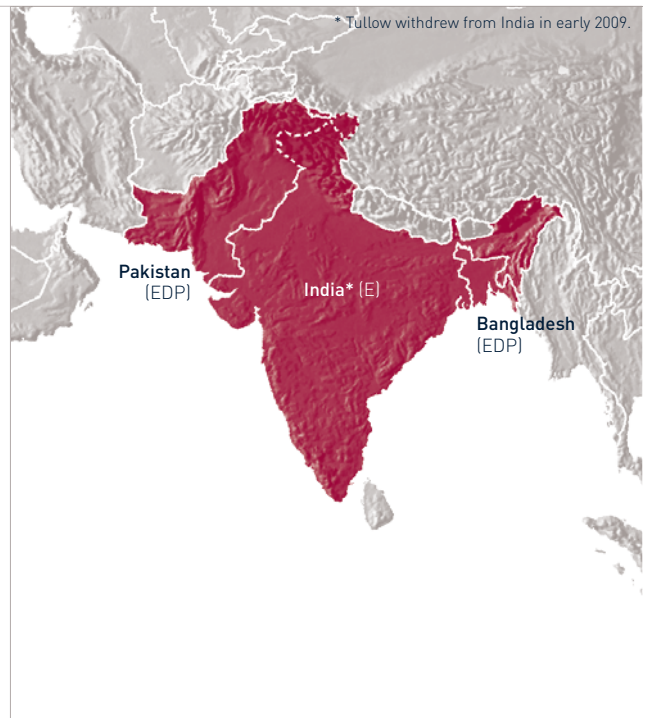 * Tullow withdrew from India in early 2009.
Pakistan
(EDP)
India* (E)
Bangladesh
(EDP)